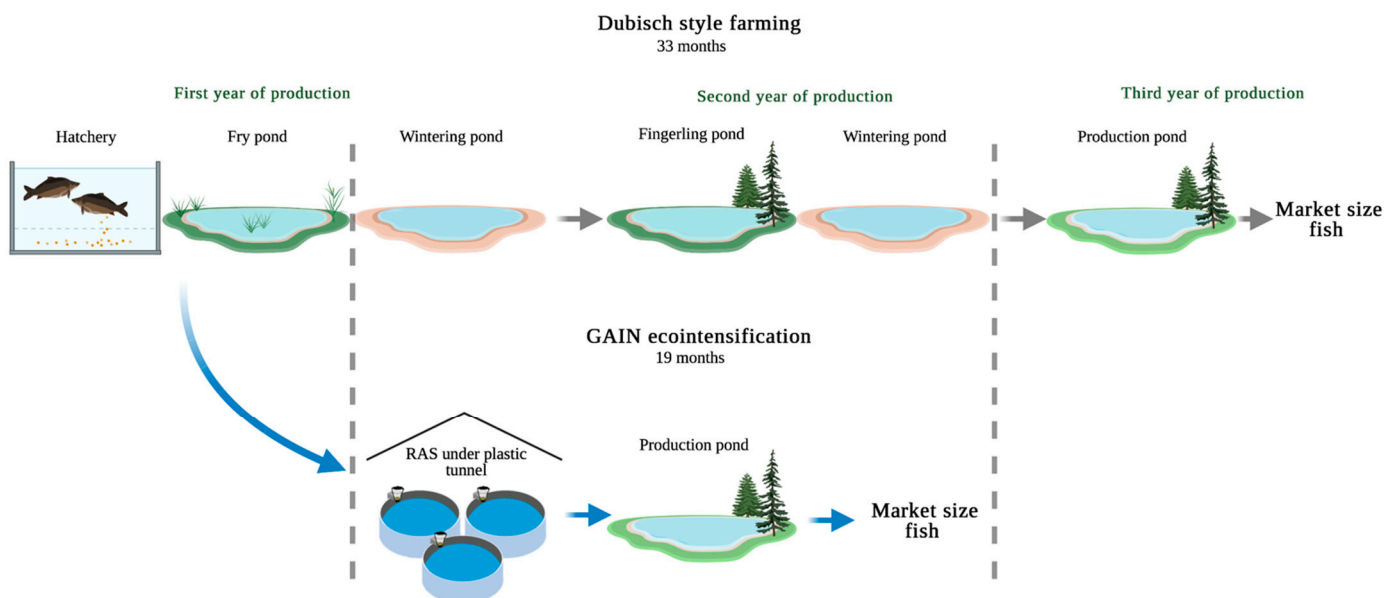 Dubisch style farming
33 months
First year of production
Second year of production
Third year of production
Hatchery
Fry pond
Wintering pond
Fingerling pond
Wintering pond
Production pond
Market size
fish
GAIN ecointensification
19 months
RAS under plastic
tunnel
Production pond
Market size
fish